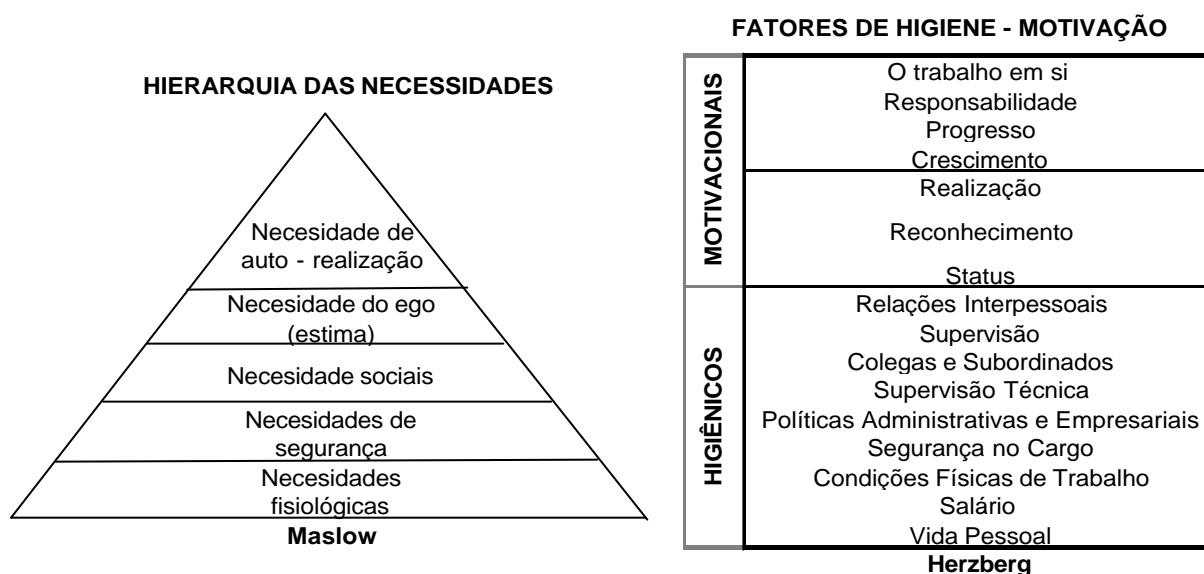 HIERARQUIA DAS NECESSIDADES
Necesidade de
auto - realização
Necesidade do ego
(estima)
Necesidade sociais
Necesidades de
segurança
Necesidades
fisiológicas
Maslow
FATORES DE HIGIENE - MOTIVAÇÃO
MOTIVACIONAIS
O trabalho em si
Responsabilidade
Progresso
Crescimento
Realização
Reconhecimento
Status
HIGIÊNICOS
Relações Interpessoais
Supervisão
Colegas e Subordinados
Supervisão Técnica
Políticas Administrativas e Empresariais
Segurança no Cargo
Condições Físicas de Trabalho
Salário
Vida Pessoal
Herzberg